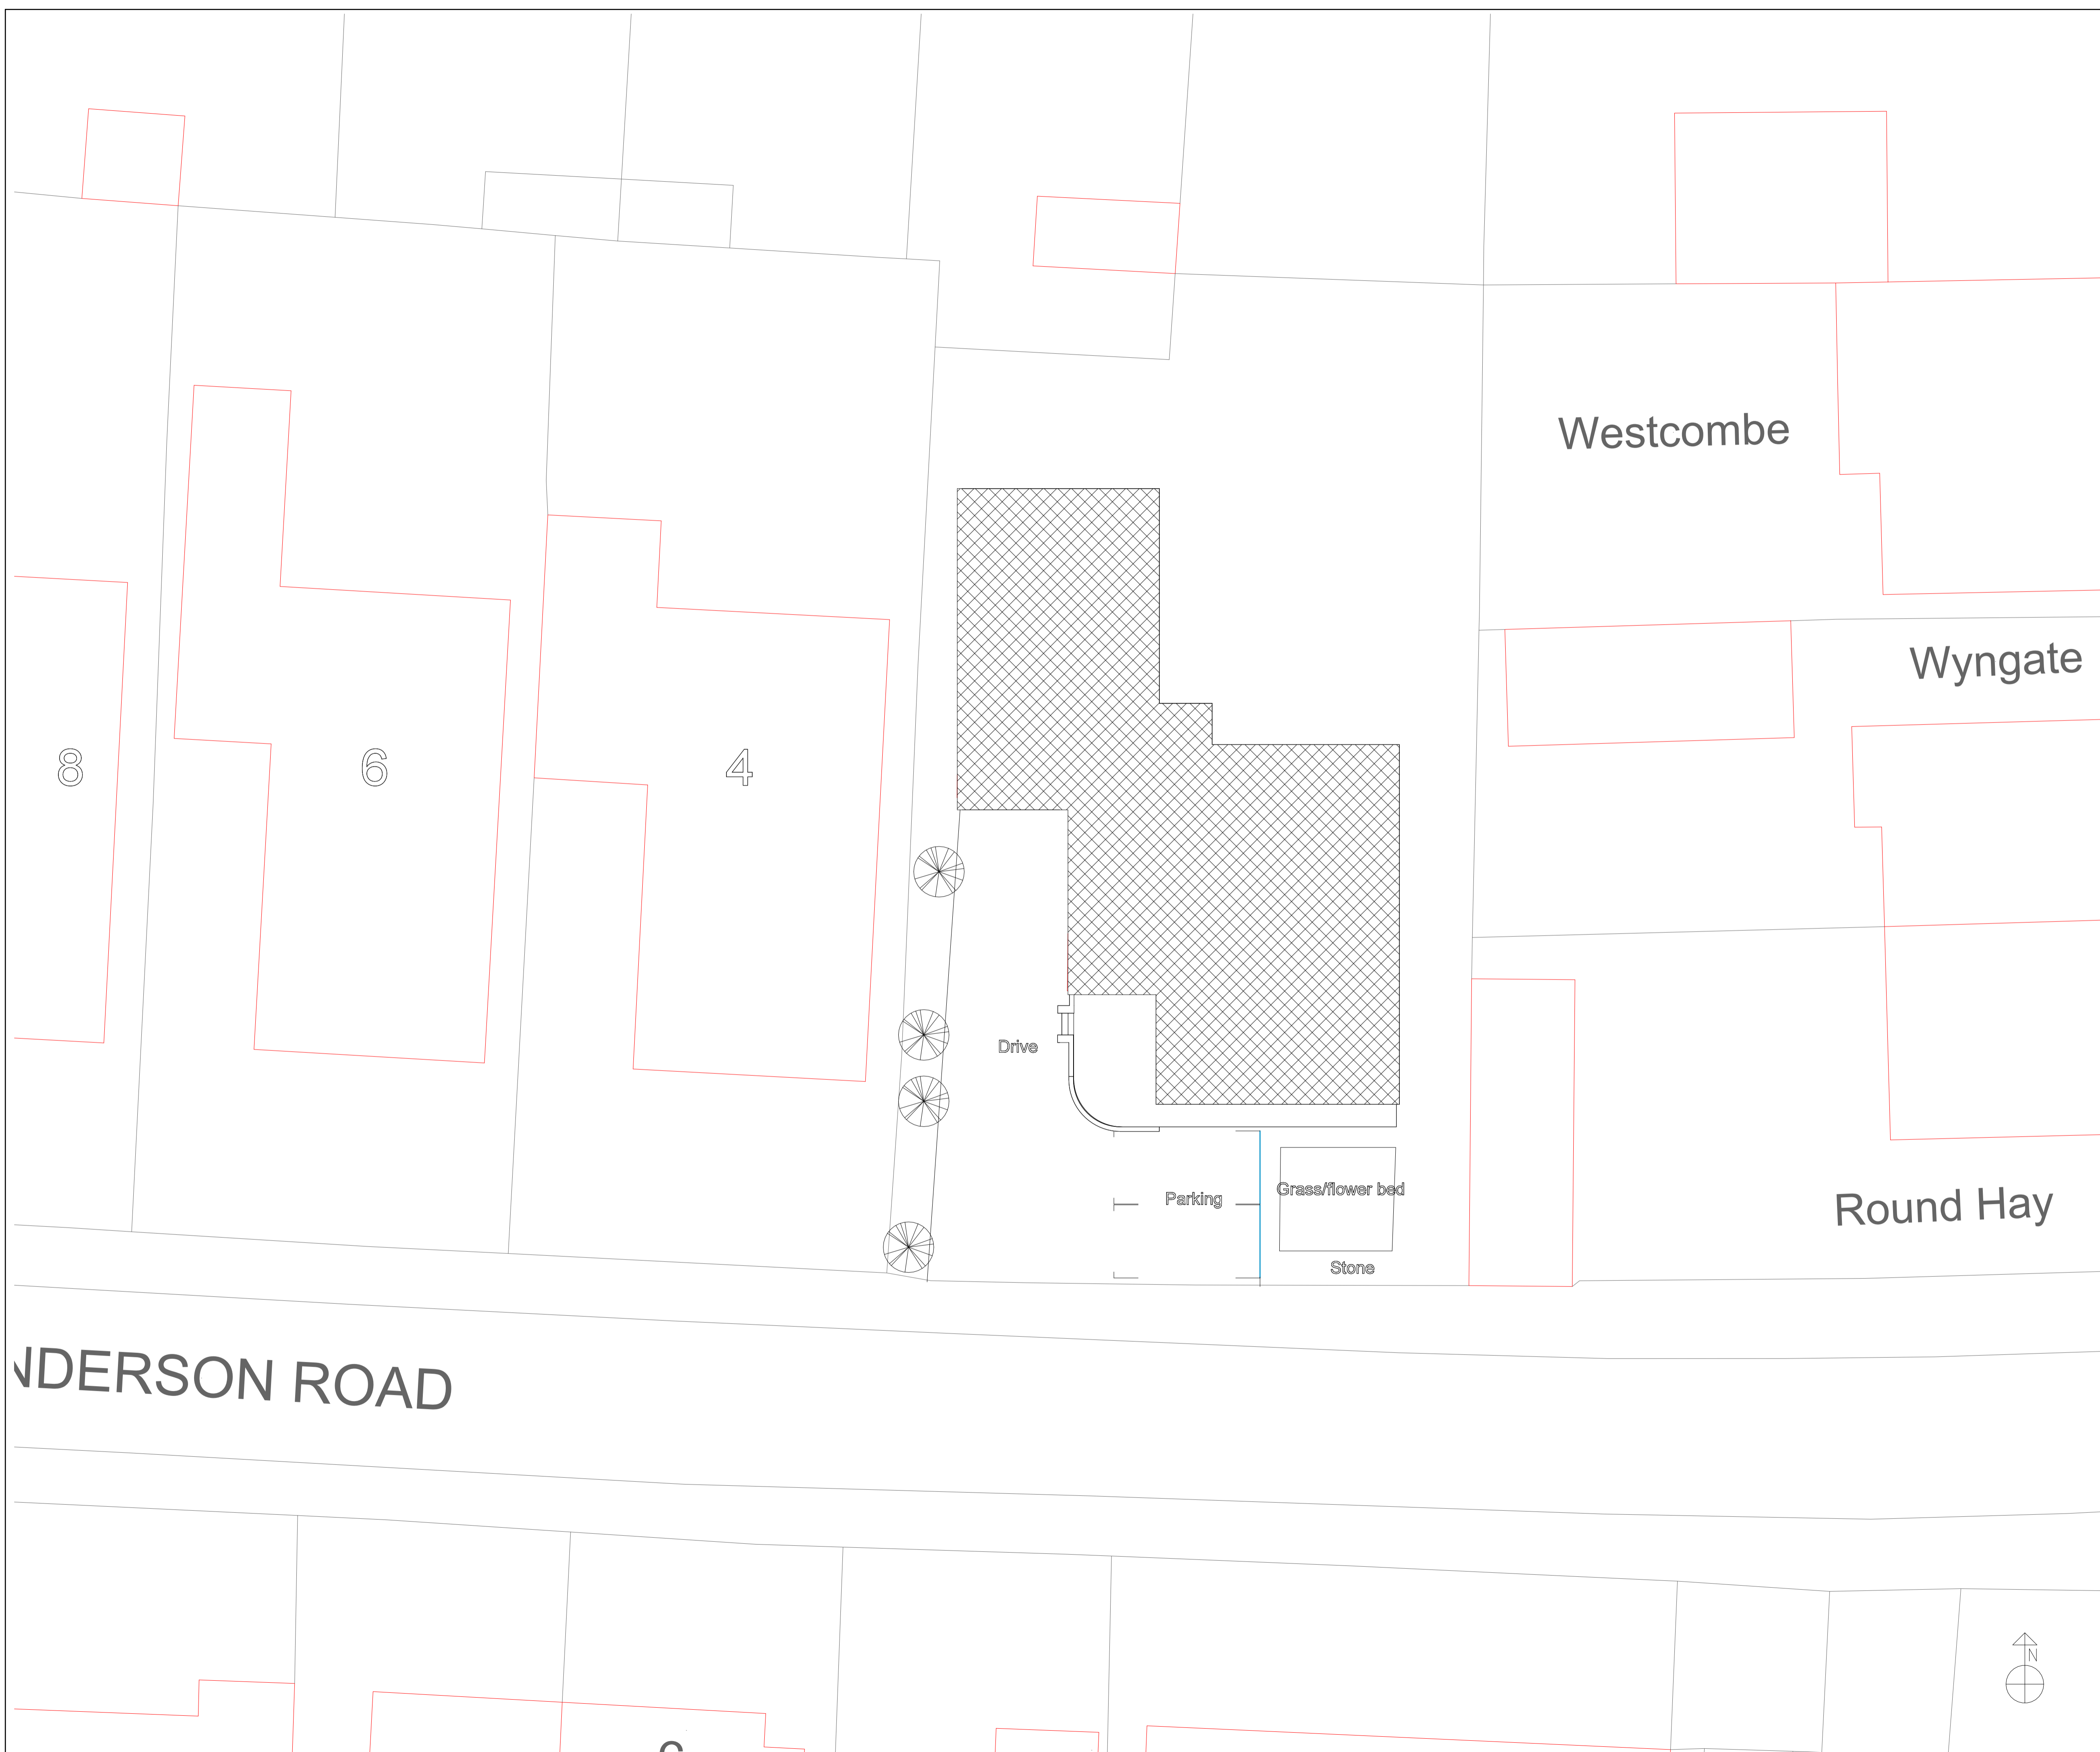 Westcombe
Wyngate
8
6
4
Drive
Parking
Grass/flower bed
Round Hay
Stone
NDERSON ROAD
N